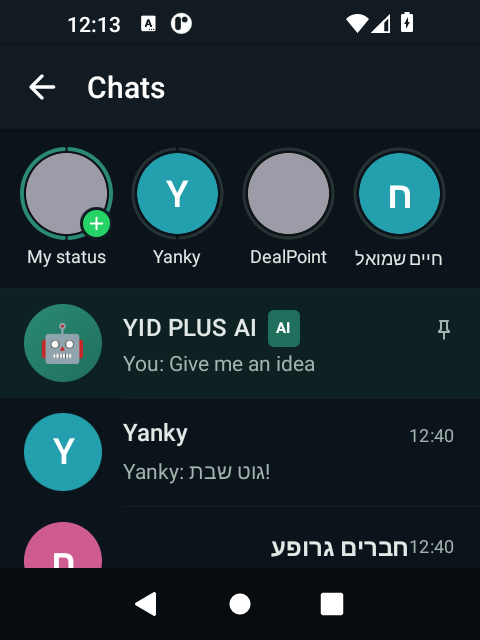 12:13
Chats
Y
ח
My status
Yanky
DealPoint
חיים שמואל
YID PLUS AI AI
You: Give me an idea
Y
Yanky
12:40
Yanky: גוט שבת!
ח
חברים גרופע
12:40